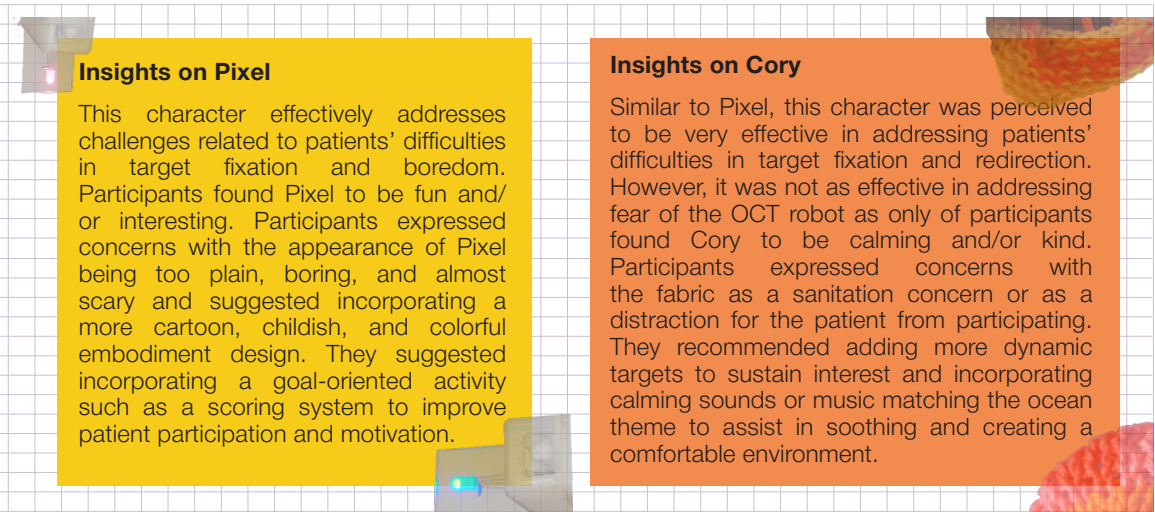 Insights on Pixel
This character effectively addresses
challenges related to patients’ difficulties
in target fixation and boredom.
Participants found Pixel to be fun and/
or interesting. Participants expressed
concerns with the appearance of Pixel
being too plain, boring, and almost
scary and suggested incorporating a
more cartoon, childish, and colorful
embodiment design. They suggested
incorporating a goal-oriented activity
such as a scoring system to improve
patient participation and motivation.
Insights on Cory
Similar to Pixel, this character was perceived
to be very effective in addressing patients’
difficulties in target fixation and redirection.
However, it was not as effective in addressing
fear of the OCT robot as only of participants
found Cory to be calming and/or kind.
Participants expressed concerns with
the fabric as a sanitation concern or as a
distraction for the patient from participating.
They recommended adding more dynamic
targets to sustain interest and incorporating
calming sounds or music matching the ocean
theme to assist in soothing and creating a
comfortable environment.